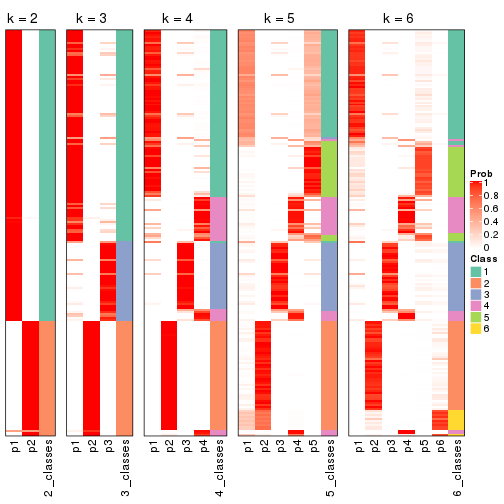 k = 2
k = 3
k = 4
k = 5
k = 6
p1
p2
2_classes
p1
p2
p3
3_classes
p1
p2
p3
p4
4_classes
p1
p2
p3
p4
p5
5_classes
p1
p2
p3
p4
p5
p6
6_classes
Prob
1
0.8
0.6
0.4
0.2
0
Class
1
2
3
4
5
6